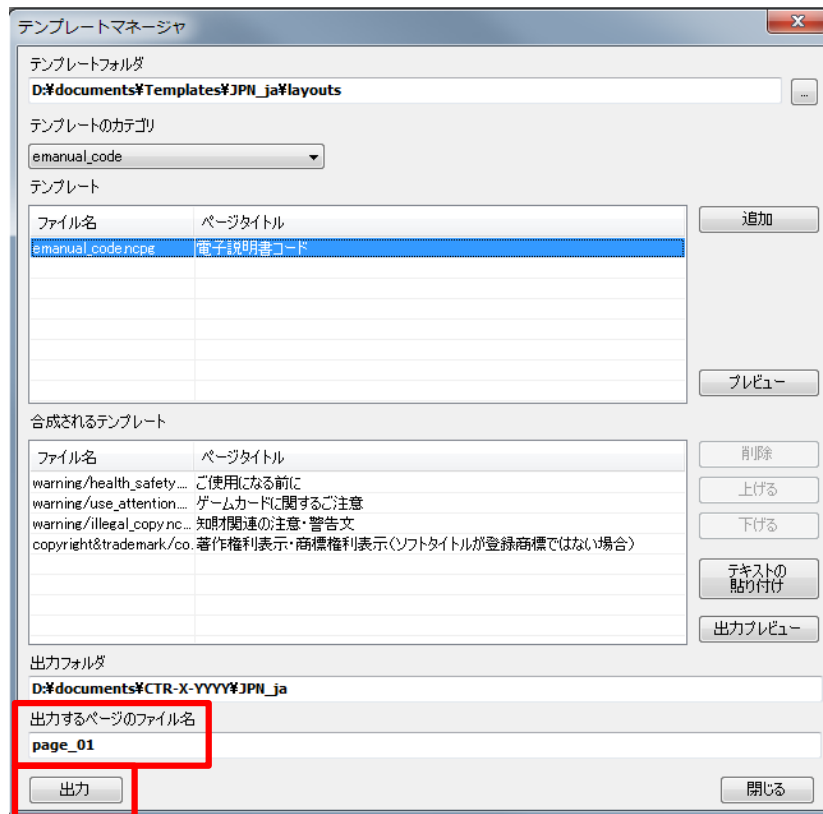 テンプレートマネージャ
テンプレートフォルダ
D:¥documents¥Templates¥JPN_ja¥layouts
...
テンプレートのカテゴリ
emanual_code
テンプレート
ファイル名 ページタイトル
追加
emanual_code.ncpg 電子説明書コード
プレビュー
合成されるテンプレート
ファイル名 ページタイトル
削除
warning/health_safety.... ご使用になる前に
上げる
warning/use_attention.... ゲームカードに関するご注意
warning/illegal_copy.nc... 知財関連の注意・警告文
下げる
copyright&trademark/co. 著作権利表示・商標権利表示(ソフトタイトルが登録商標ではない場合)
テキストの
貼り付け
出力プレビュー
出力フォルダ
D:¥documents¥CTR-X-YYYY¥JPN_ja
出力するページのファイル名
page_01
出力
閉じる